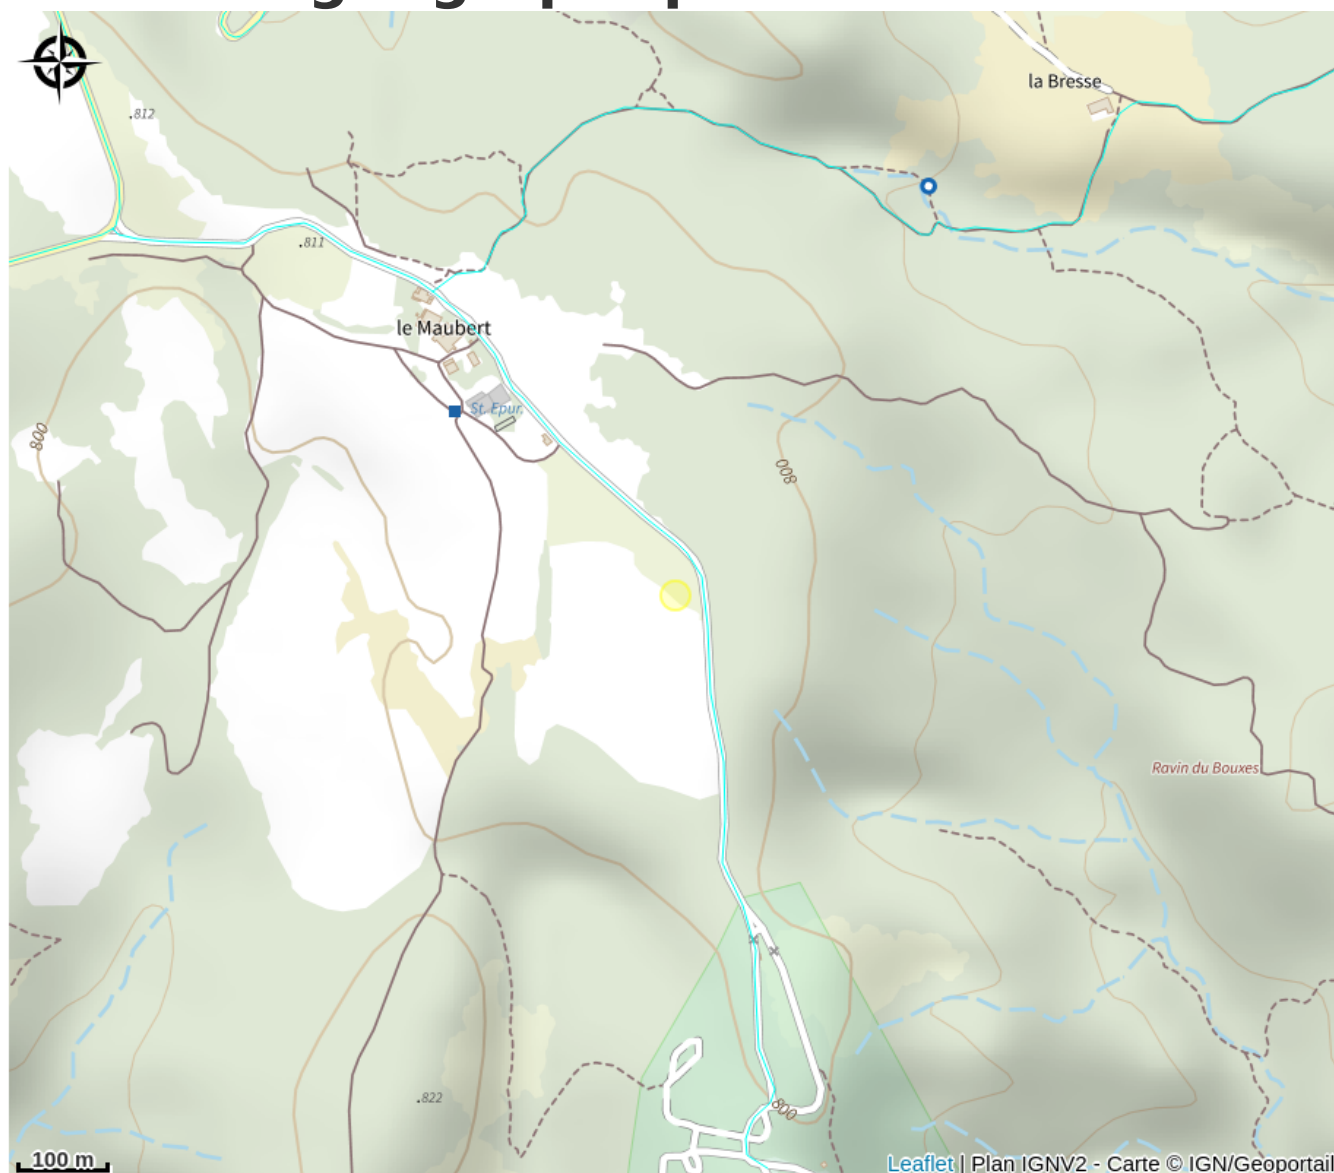 la Bresse
.812
.811
le Maubert
St. Epur.
800
800
Ravin du Bouxes
800
.822
100 m
Leaflet | Plan IGNV2 - Carte © IGN/Geoportail